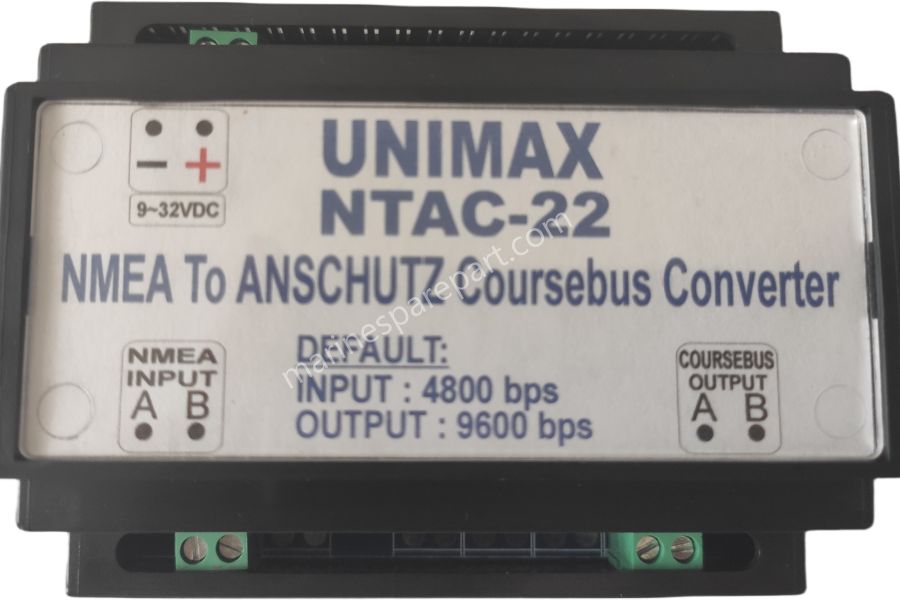 UNIMAX
NTAC-22
− +
9~32VDC
NMEA To ANSCHUTZ Coursebus Converter
NMEA
INPUT
A B
DEFAULT:
INPUT : 4800 bps
OUTPUT : 9600 bps
COURSEBUS
OUTPUT
A B
marinesparepart.com